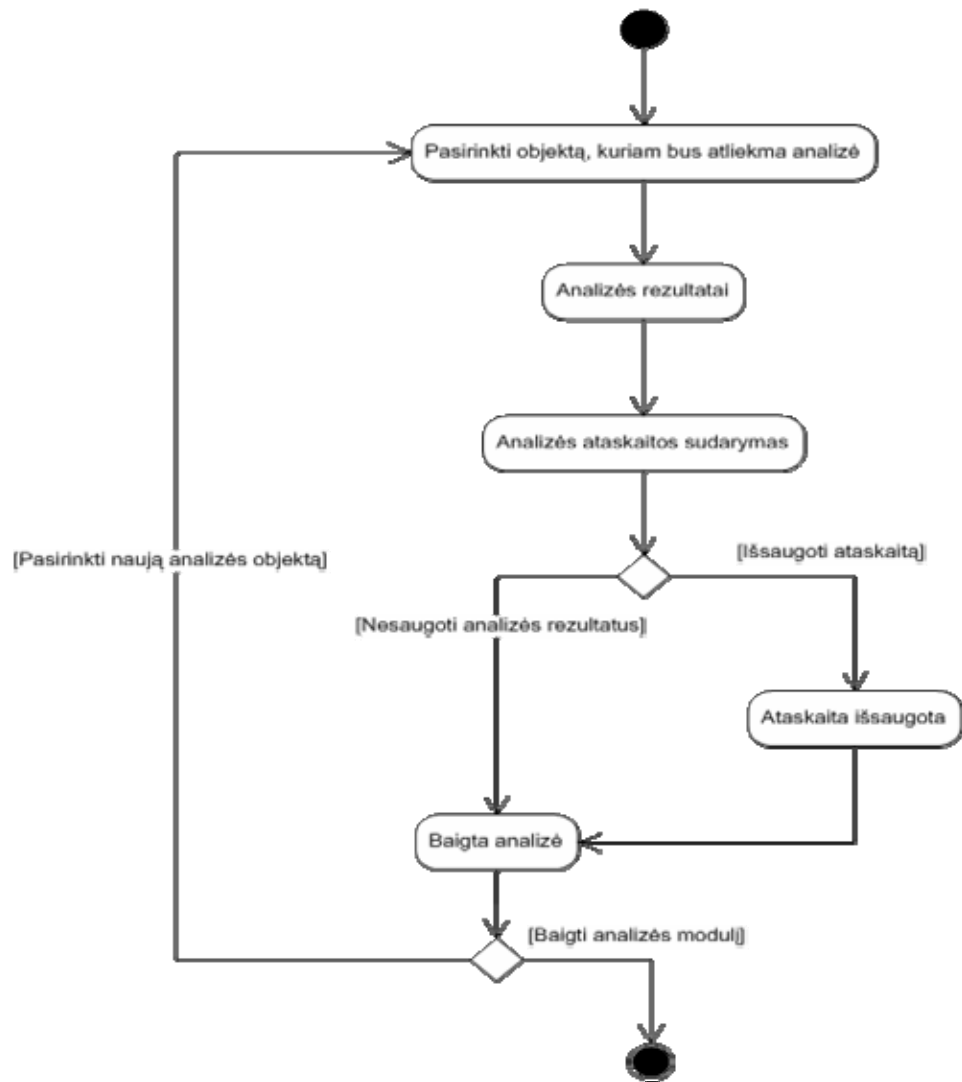 Pasirinkti objektą, kuriam bus atliekma analizė
Analizės rezultatai
Analizės ataskaitos sudarymas
[Pasirinkti naują analizės objektą]
[Išsaugoti ataskaitą]
[Nesaugoti analizės rezultatus]
Ataskaita išsaugota
Baigta analizė
[Baigti analizės modulį]